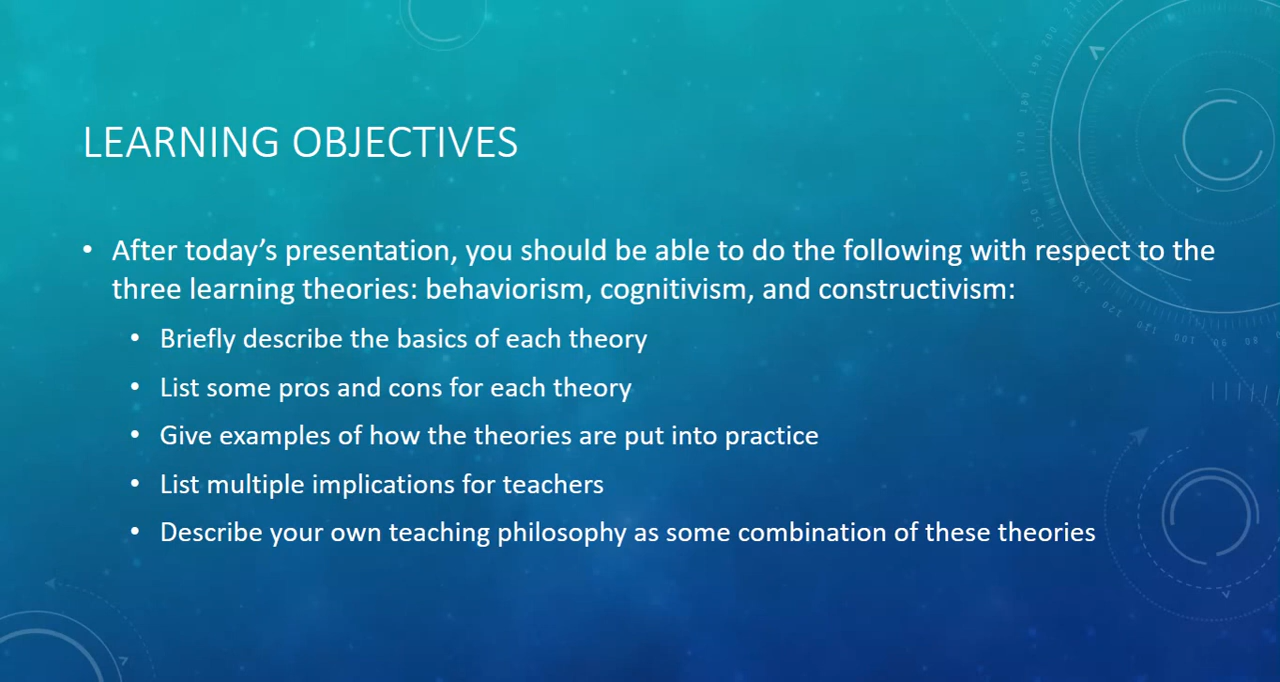 LEARNING OBJECTIVES
• After today’s presentation, you should be able to do the following with respect to the
three learning theories: behaviorism, cognitivism, and constructivism:
• Briefly describe the basics of each theory
• List some pros and cons for each theory
• Give examples of how the theories are put into practice
• List multiple implications for teachers
• Describe your own teaching philosophy as some combination of these theories